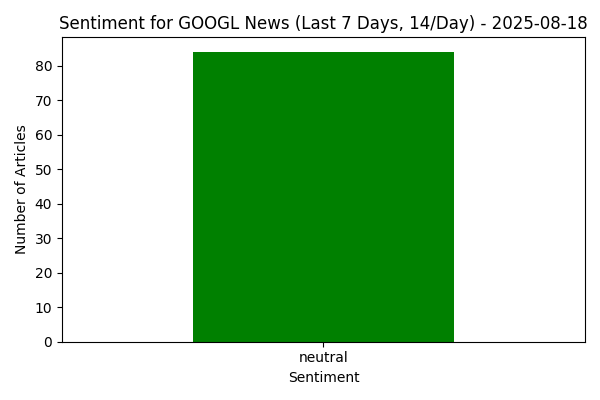 Sentiment for GOOGL News (Last 7 Days, 14/Day) - 2025-08-18
80
70
60
50
40
30
20
10
0
Number of Articles
neutral
Sentiment